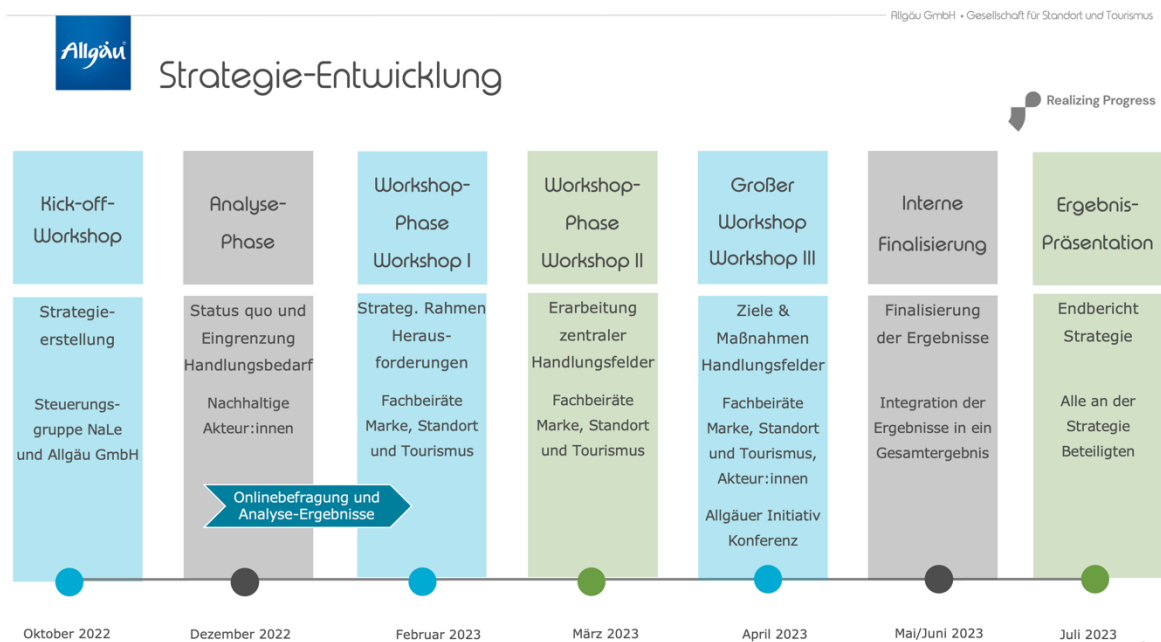 Allgäu GmbH • Gesellschaft für Standort und Tourismus
Allgäu
Strategie-Entwicklung
Realizing Progress
Kick-off-
Workshop
Strategie-
erstellung
Steuerungs-
gruppe NaLe
und Allgäu GmbH
Oktober 2022
Analyse-
Phase
Status quo und
Eingrenzung
Handlungsbedarf
Nachhaltige
Akteur:innen
Onlinebefragung und
Analyse-Ergebnisse
Dezember 2022
Workshop-
Phase
Workshop I
Strateg. Rahmen
Heraus-
forderungen
Fachbeiräte
Marke, Standort
und Tourismus
Februar 2023
Workshop-
Phase
Workshop II
Erarbeitung
zentraler
Handlungsfelder
Fachbeiräte
Marke, Standort
und Tourismus
März 2023
Großer
Workshop
Workshop III
Ziele &
Maßnahmen
Handlungsfelder
Fachbeiräte
Marke, Standort
und Tourismus,
Akteur:innen
Allgäuer Initiativ
Konferenz
April 2023
Interne
Finalisierung
Finalisierung
der Ergebnisse
Integration der
Ergebnisse in ein
Gesamtergebnis
Mai/Juni 2023
Ergebnis-
Präsentation
Endbericht
Strategie
Alle an der
Strategie
Beteiligten
Juli 2023